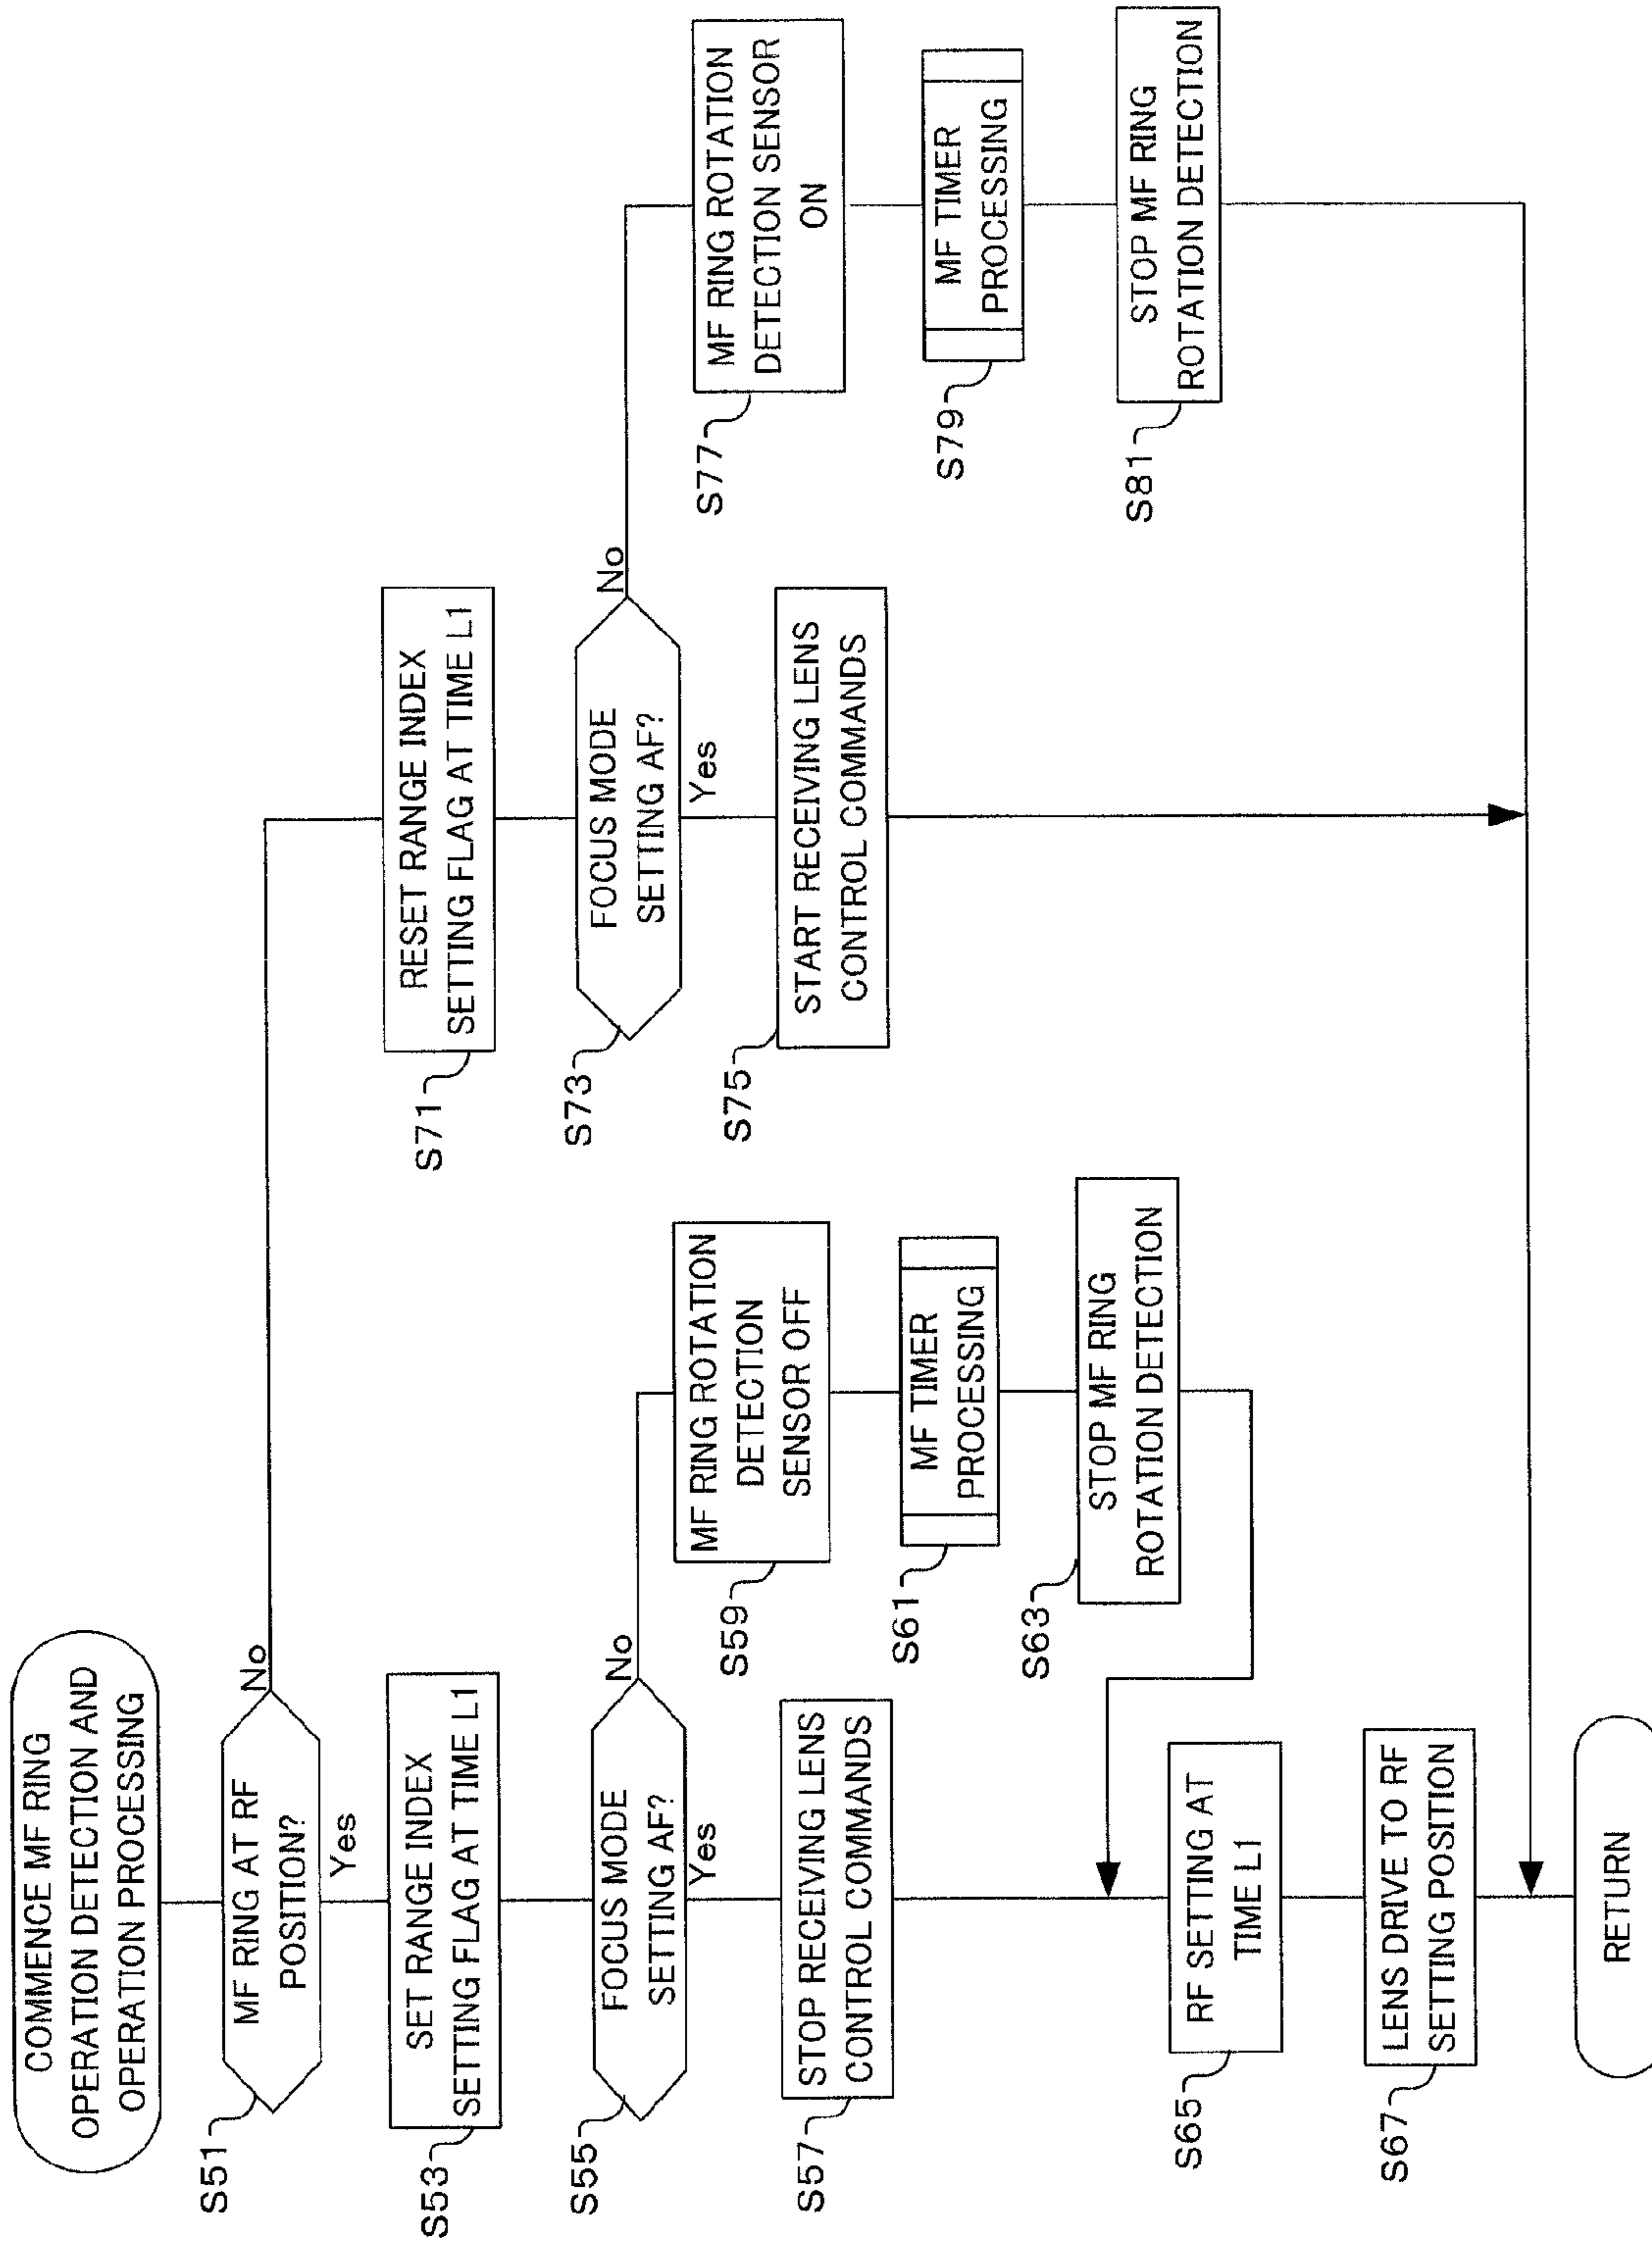 COMMENCE MF RING
OPERATION DETECTION AND
OPERATION PROCESSING
S51
MF RING AT RF
POSITION?
No
Yes
S53
SET RANGE INDEX
SETTING FLAG AT TIME L1
S55
FOCUS MODE
SETTING AF?
No
Yes
S57
STOP RECEIVING LENS
CONTROL COMMANDS
S59
MF RING ROTATION
DETECTION
SENSOR OFF
S61
MF TIMER
PROCESSING
S63
STOP MF RING
ROTATION DETECTION
S65
RF SETTING AT
TIME L1
S67
LENS DRIVE TO RF
SETTING POSITION
S71
RESET RANGE INDEX
SETTING FLAG AT TIME L1
S73
FOCUS MODE
SETTING AF?
No
Yes
S75
START RECEIVING LENS
CONTROL COMMANDS
S77
MF RING ROTATION
DETECTION SENSOR
ON
S79
MF TIMER
PROCESSING
S81
STOP MF RING
ROTATION DETECTION
RETURN